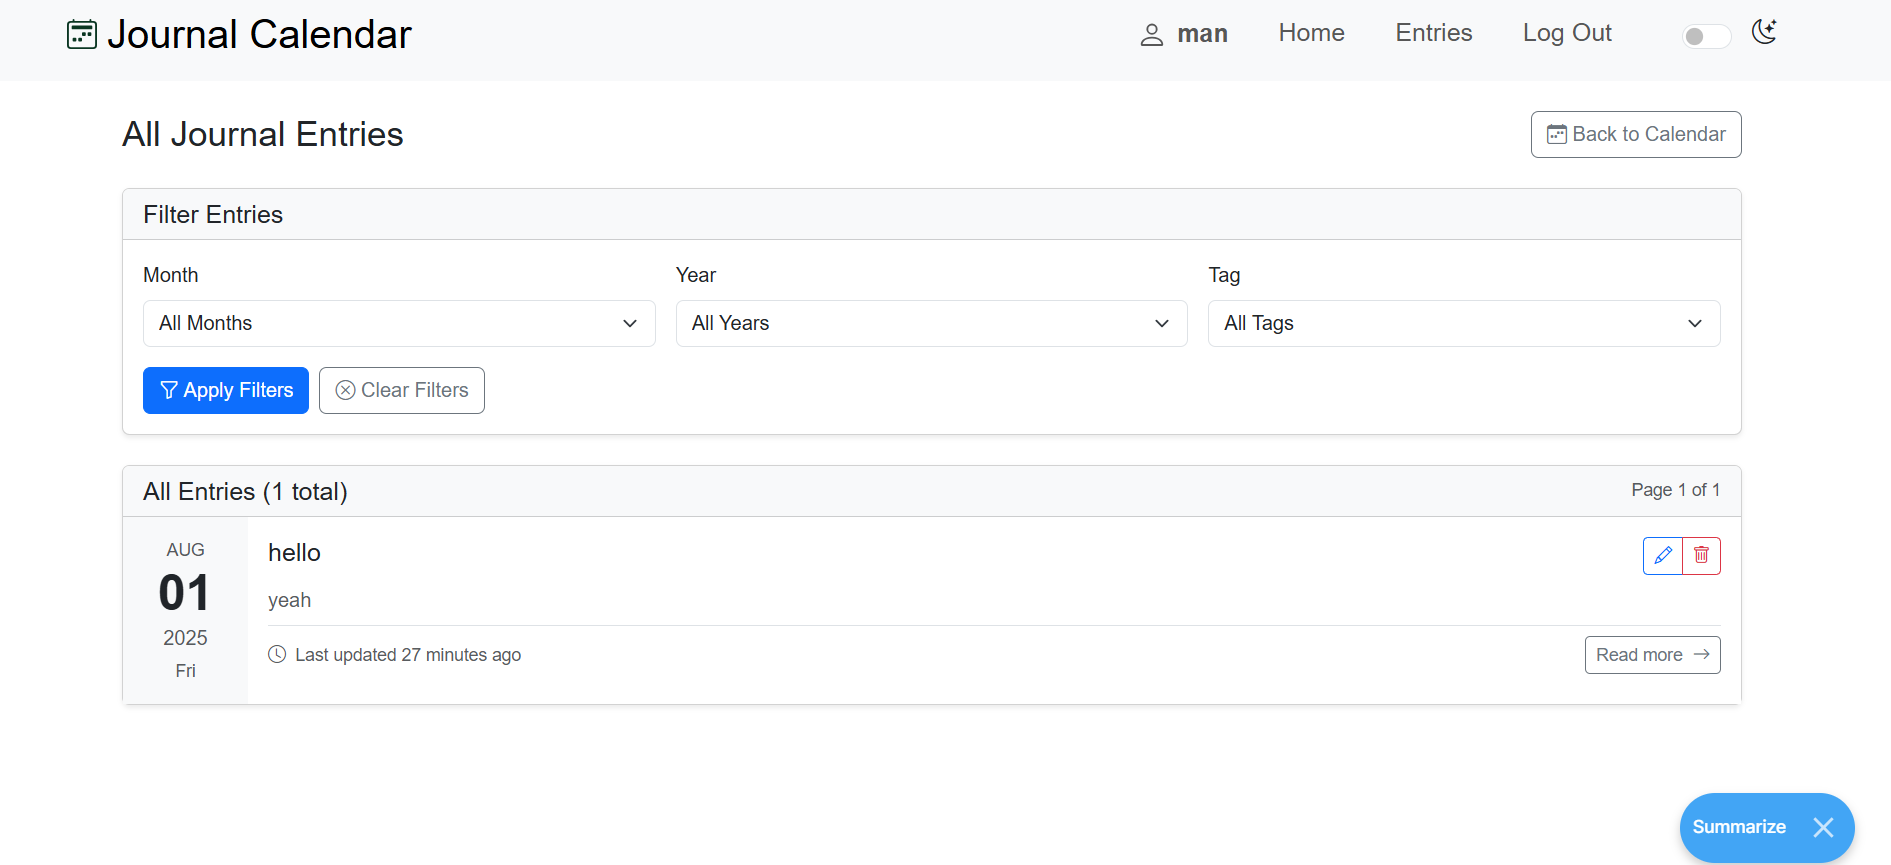 Journal Calendar
man Home Entries Log Out
All Journal Entries
Back to Calendar
Filter Entries
Month Year Tag
All Months All Years All Tags
Apply Filters Clear Filters
All Entries (1 total) Page 1 of 1
AUG
01
2025
Fri
hello
yeah
Last updated 27 minutes ago
Read more
Summarize